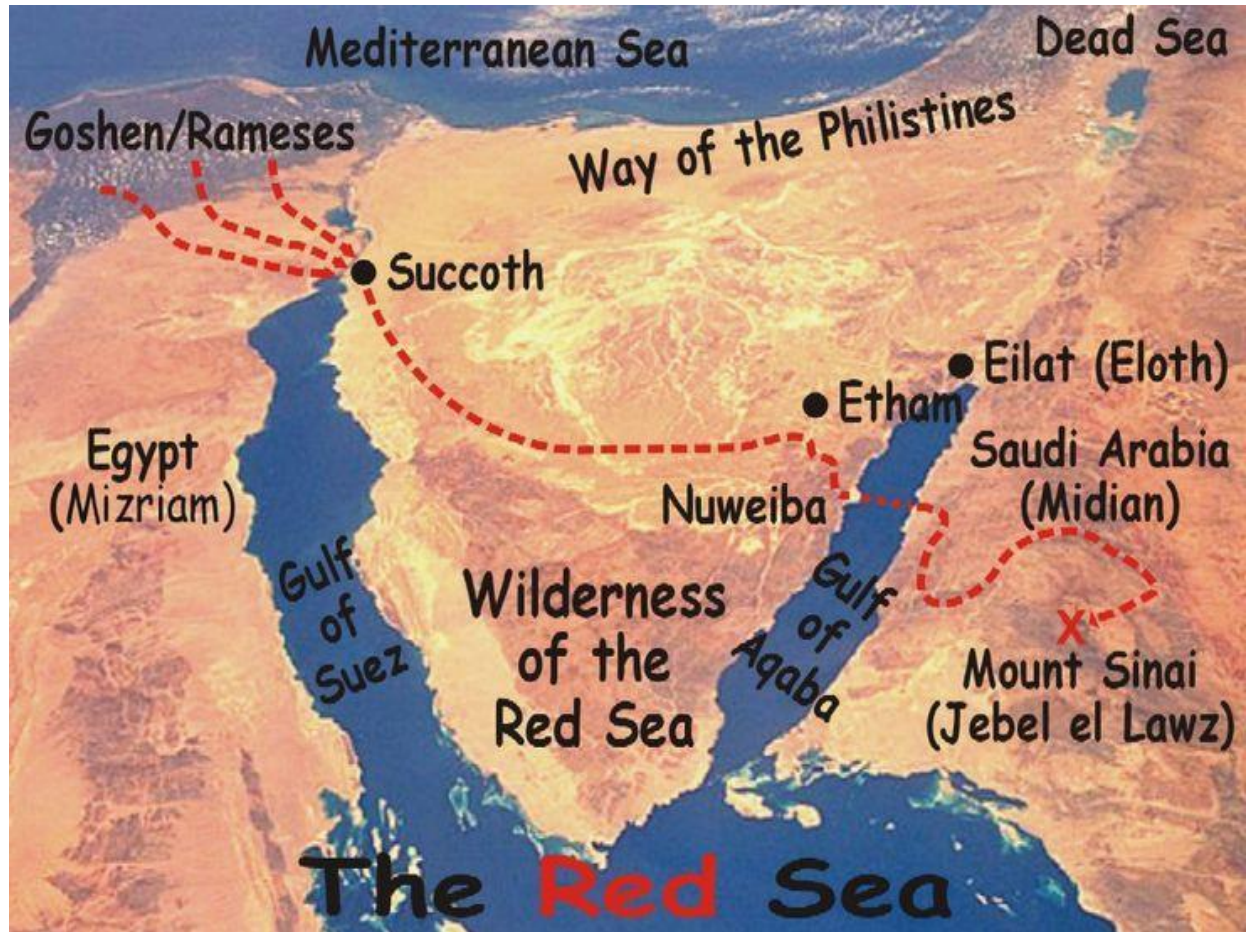 Mediterranean Sea
Dead Sea
Goshen/Rameses
Way of the Philistines
Succoth
Eilat (Eloth)
Etham
Egypt
(Mizriam)
Saudi Arabia
(Midian)
Nuweiba
Gulf
of
Suez
Wilderness
of the
Red Sea
Gulf
of
Aqaba
X
Mount Sinai
(Jebel el Lawz)
The Red Sea